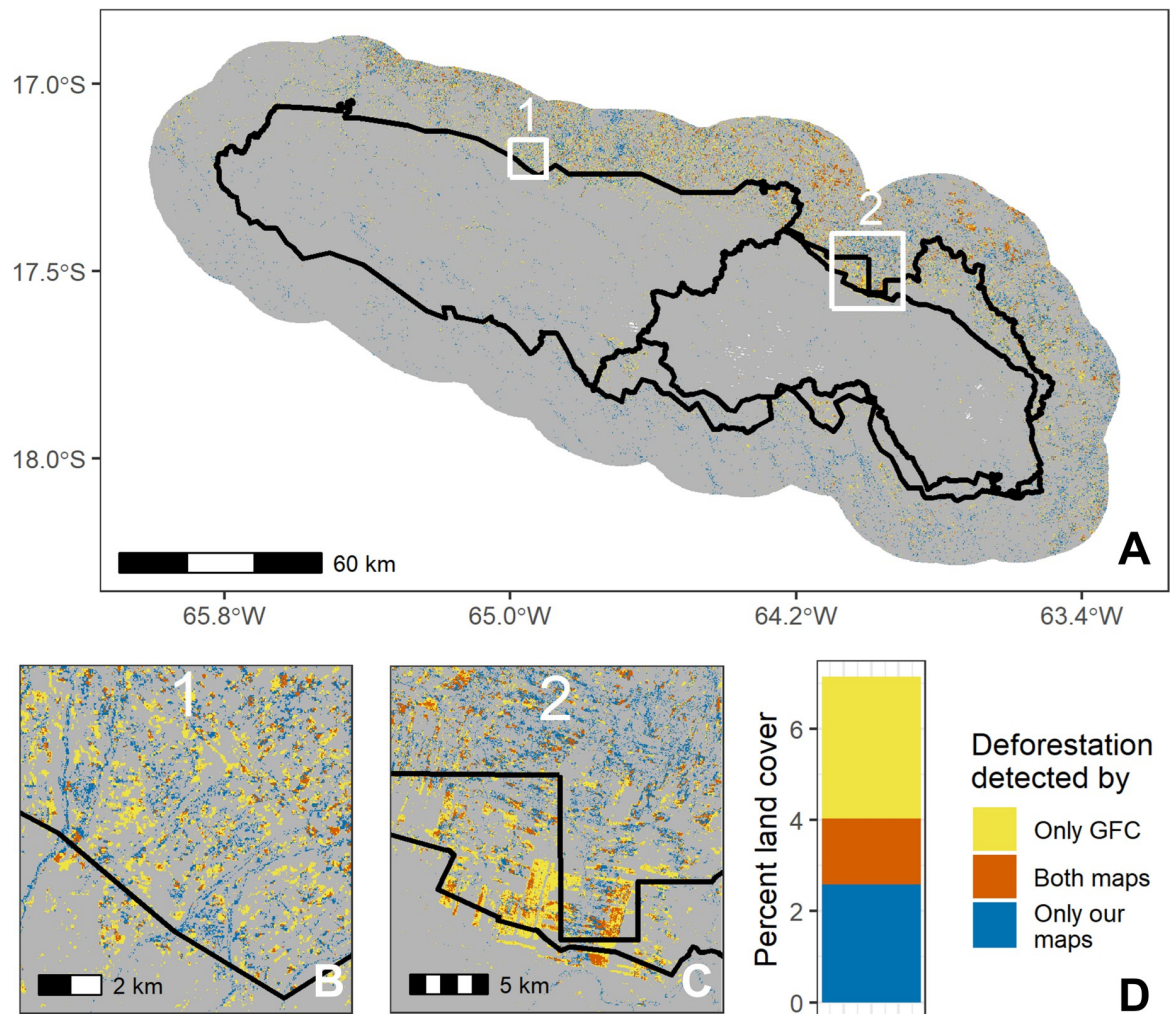 17.0°S
17.5°S
18.0°S
1
2
60 km
A
65.8°W
65.0°W
64.2°W
63.4°W
1
2 km
B
2
5 km
C
Percent land cover
6
4
2
0
Deforestation
detected by
Only GFC
Both maps
Only our
maps
D